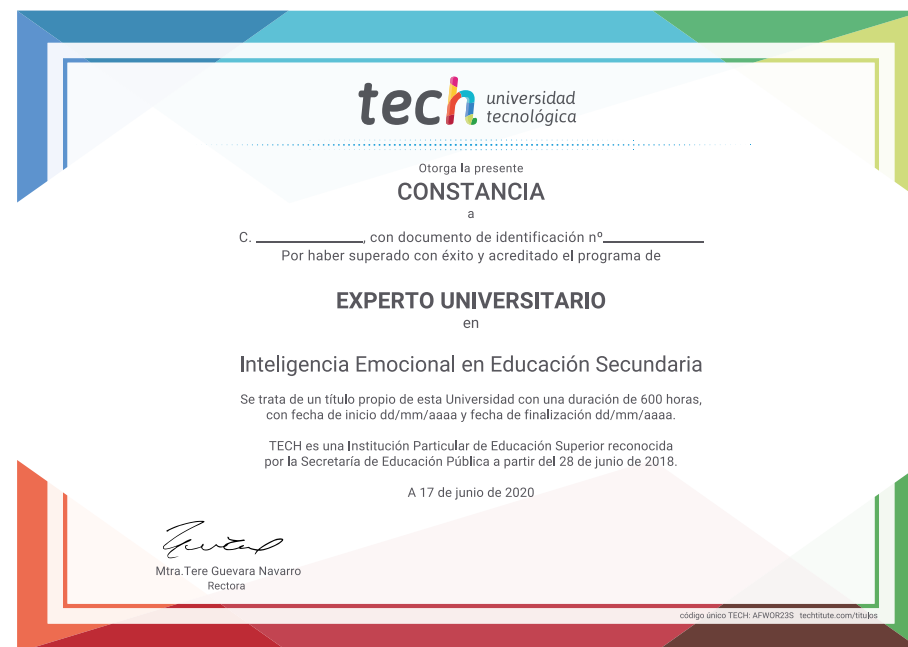 tech universidad
tecnológica
Otorga la presente
CONSTANCIA
a
C. ____________, con documento de identificación nº____________
Por haber superado con éxito y acreditado el programa de
EXPERTO UNIVERSITARIO
en
Inteligencia Emocional en Educación Secundaria
Se trata de un título propio de esta Universidad con una duración de 600 horas,
con fecha de inicio dd/mm/aaaa y fecha de finalización dd/mm/aaaa.
TECH es una Institución Particular de Educación Superior reconocida
por la Secretaría de Educación Pública a partir del 28 de junio de 2018.
A 17 de junio de 2020
Mtra.Tere Guevara Navarro
Rectora
código único TECH: AFWOR23S techtitute.com/titulos